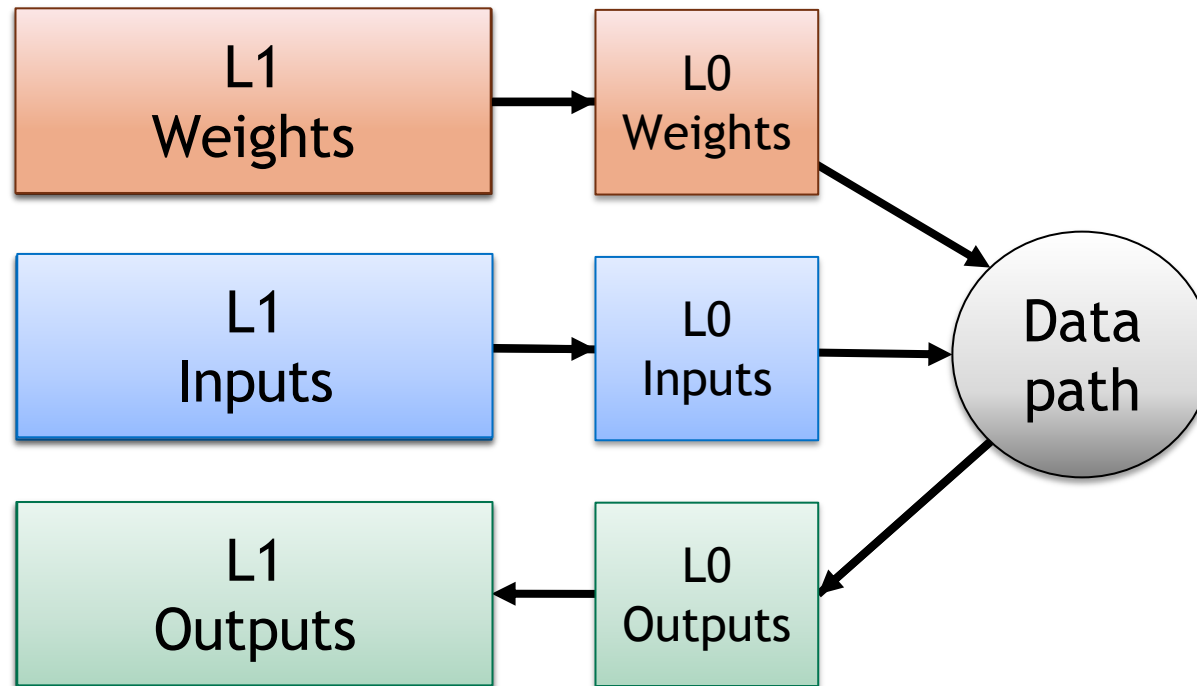 L1
Weights
L0
Weights
L1
Inputs
L0
Inputs
Data
path
L1
Outputs
L0
Outputs